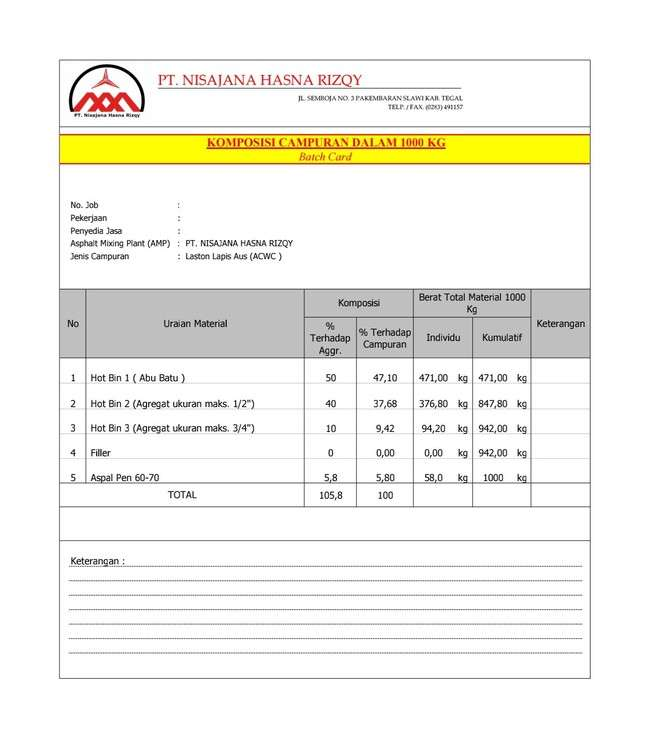 PT. NISAJANA HASNA RIZQY
JL. SEMBOJA NO. 3 PAKEMBARAN SLAWI KAB. TEGAL
TELP. / FAX. (0283) 491157
PT. Nisajana Hasna Rizqy
KOMPOSISI CAMPURAN DALAM 1000 KG
Batch Card
No. Job :
Pekerjaan :
Penyedia Jasa :
Asphalt Mixing Plant (AMP) : PT. NISAJANA HASNA RIZQY
Jenis Campuran : Laston Lapis Aus (ACWC )
No Uraian Material Komposisi Berat Total Material 1000 Kg Keterangan
% Terhadap Aggr. % Terhadap Campuran Individu Kumulatif
1 Hot Bin 1 ( Abu Batu ) 50 47,10 471,00 kg 471,00 kg
2 Hot Bin 2 (Agregat ukuran maks. 1/2") 40 37,68 376,80 kg 847,80 kg
3 Hot Bin 3 (Agregat ukuran maks. 3/4") 10 9,42 94,20 kg 942,00 kg
4 Filler 0 0,00 0,00 kg 942,00 kg
5 Aspal Pen 60-70 5,8 5,80 58,0 kg 1000 kg
TOTAL 105,8 100
Keterangan :